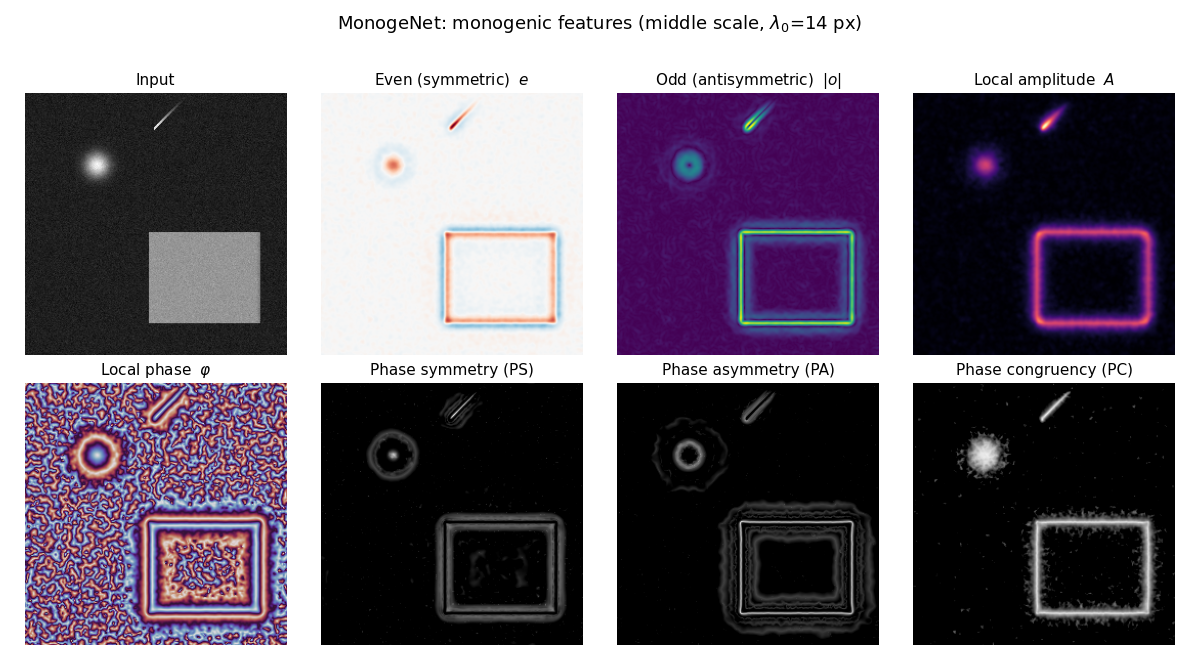 MonogeNet: monogenic features (middle scale, λ₀=14 px)
Input
Even (symmetric) e
Odd (antisymmetric) |o|
Local amplitude A
Local phase φ
Phase symmetry (PS)
Phase asymmetry (PA)
Phase congruency (PC)